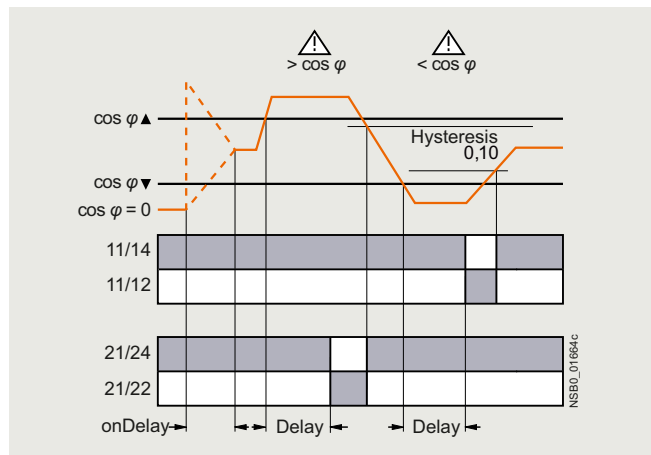 > cos φ
< cos φ
cos φ▲
Hysteresis
0,10
cos φ▼
cos φ = 0
11/14
11/12
21/24
21/22
onDelay
Delay
Delay
NSB0_01664c